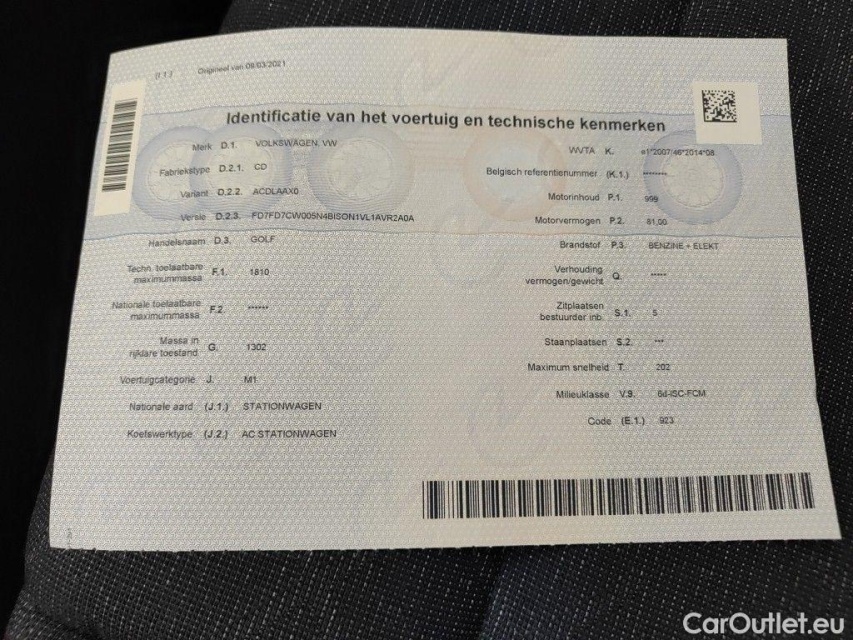 Origineel van 09/03/2021
Identificatie van het voertuig en technische kenmerken
Merk D.1. VOLKSWAGEN, VW
Fabriekstype D.2.1. CD
Variant D.2.2. ACDLAAX0
Versie D.2.3. FD7FD7CW005N4BISON1VL1AVR2A0A
Handelsnaam D.3. GOLF
Techn. toelaatbare
maximummassa F.1. 1810
Nationale toelaatbare
maximummassa F.2. ******
Massa in
rijklare toestand G. 1302
Voertuigcategorie J. M1
Nationale aard (J.1.) STATIONWAGEN
Koetswerktype (J.2.) AC STATIONWAGEN
WVTA K. e1*2007/46*2014*08
Belgisch referentienummer (K.1.) ********
Motorinhoud P.1. 999
Motorvermogen P.2. 81,00
Brandstof P.3. BENZINE + ELEKT
Verhouding
vermogen/gewicht Q. *****
Zitplaatsen
bestuurder inb. S.1. 5
Staanplaatsen S.2. ***
Maximum snelheid T. 202
Milieuklasse V.9. 6d-ISC-FCM
Code (E.1.) 923
CarOutlet.eu